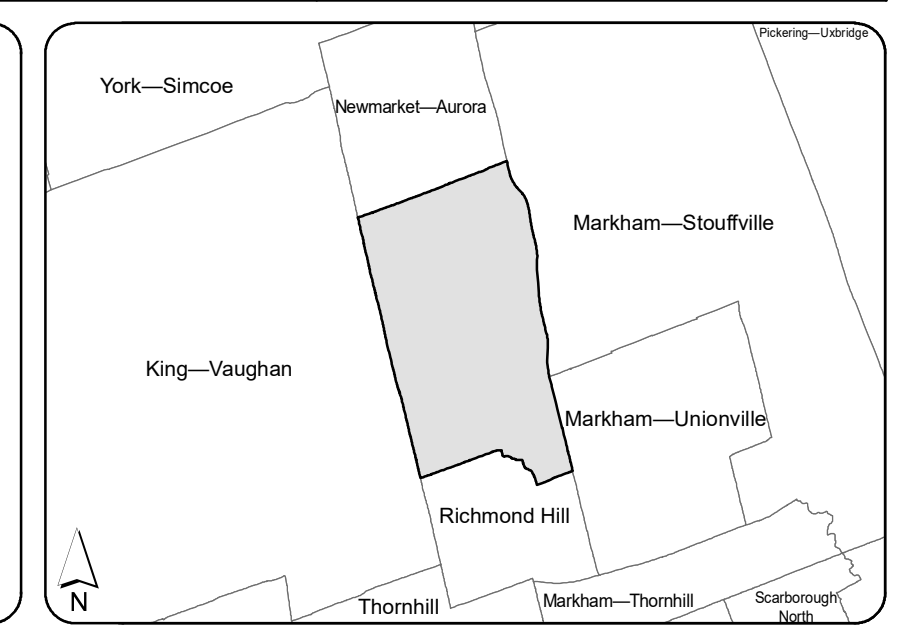 Pickering—Uxbridge
York—Simcoe
Newmarket—Aurora
Markham—Stouffville
King—Vaughan
Markham—Unionville
Richmond Hill
N
Thornhill
Markham—Thornhill
Scarborough
North